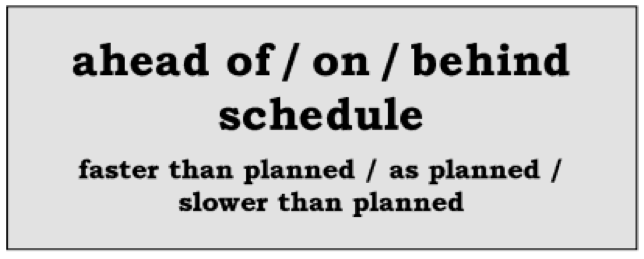 ahead of / on / behind
schedule
faster than planned / as planned /
slower than planned